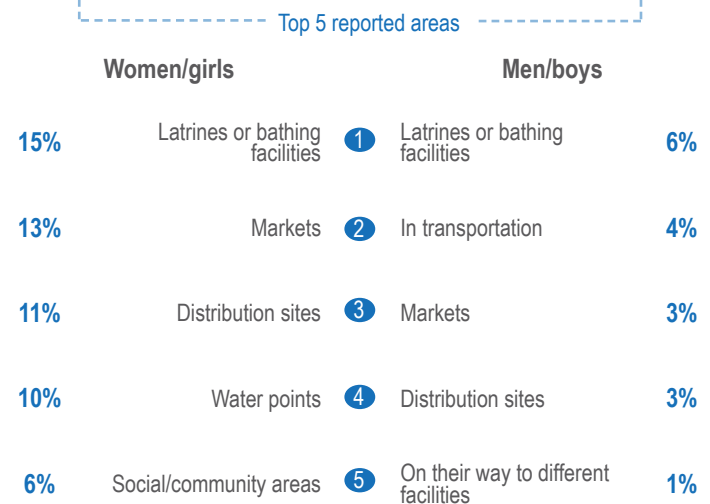 Top 5 reported areas
Women/girls
Men/boys
15%
Latrines or bathing
facilities
1
Latrines or bathing
facilities
6%
13%
Markets
2
In transportation
4%
11%
Distribution sites
3
Markets
3%
10%
Water points
4
Distribution sites
3%
6%
Social/community areas
5
On their way to different
facilities
1%